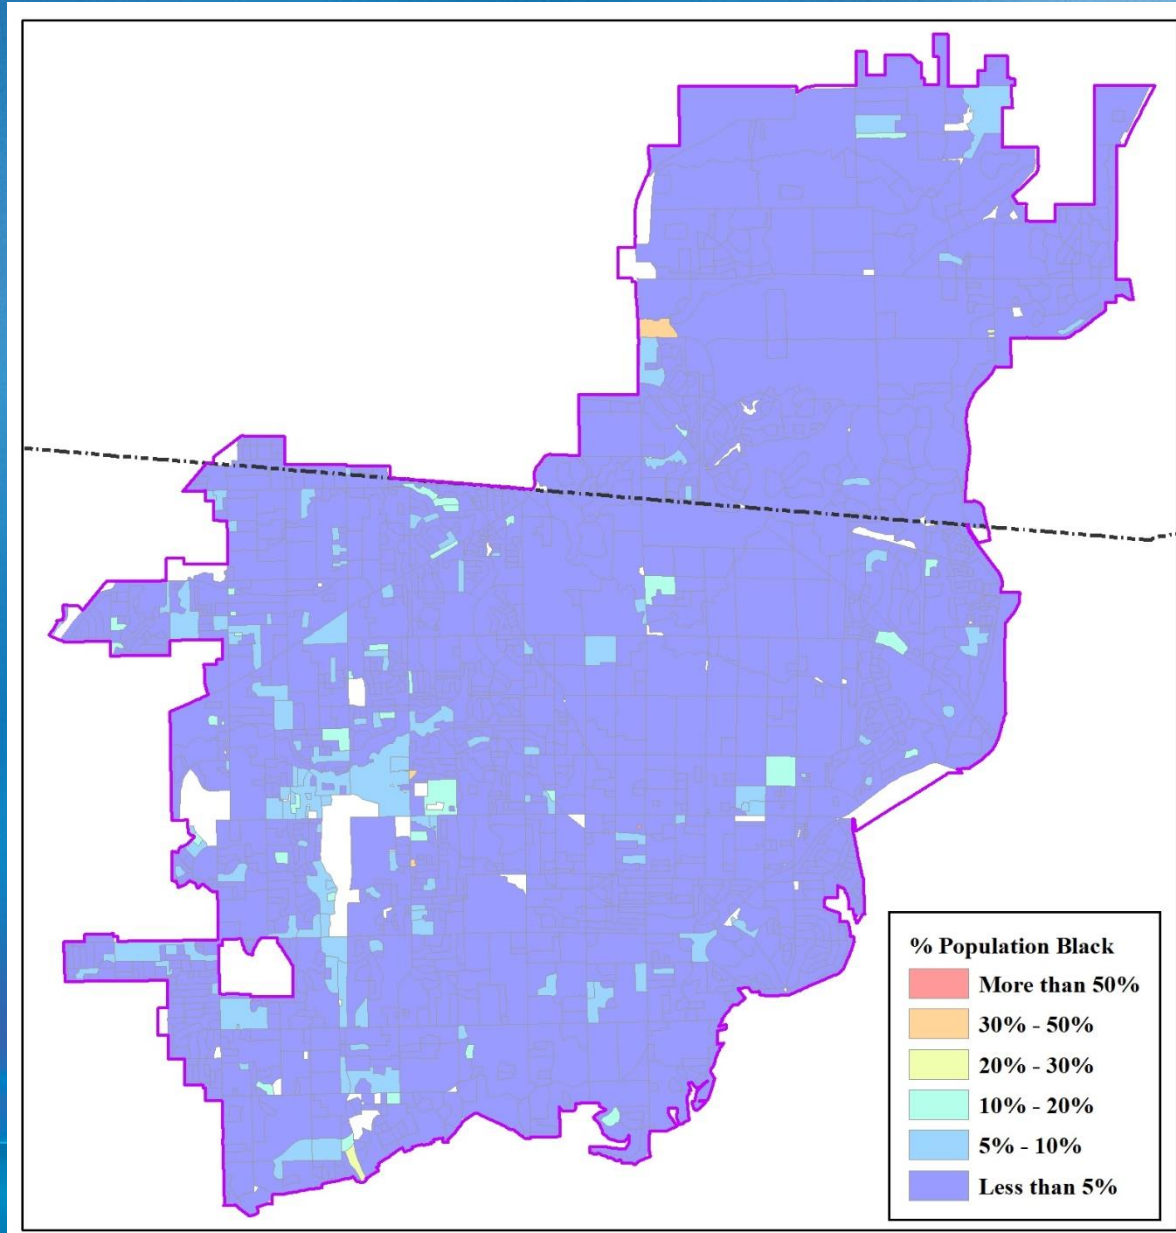 % Population Black
More than 50%
30% - 50%
20% - 30%
10% - 20%
5% - 10%
Less than 5%